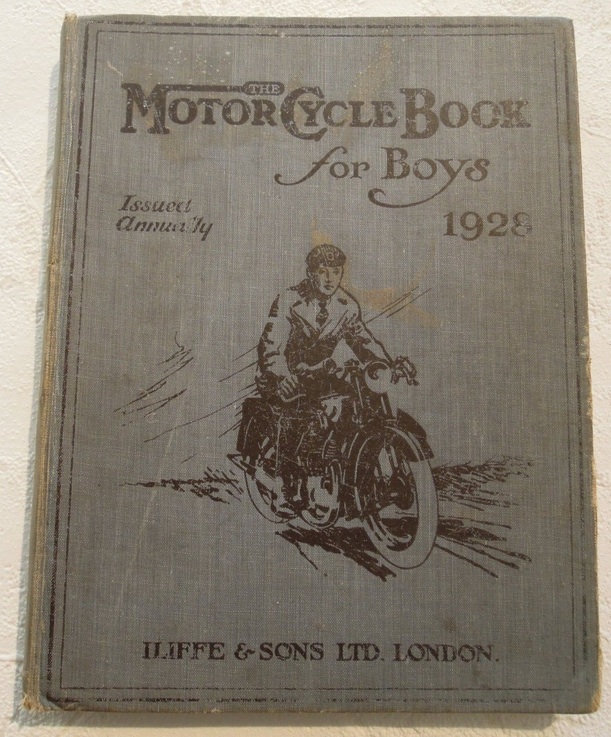 THE
MOTOR CYCLE BOOK
for Boys
Issued
Annually
1928
ILIFFE & SONS LTD. LONDON.